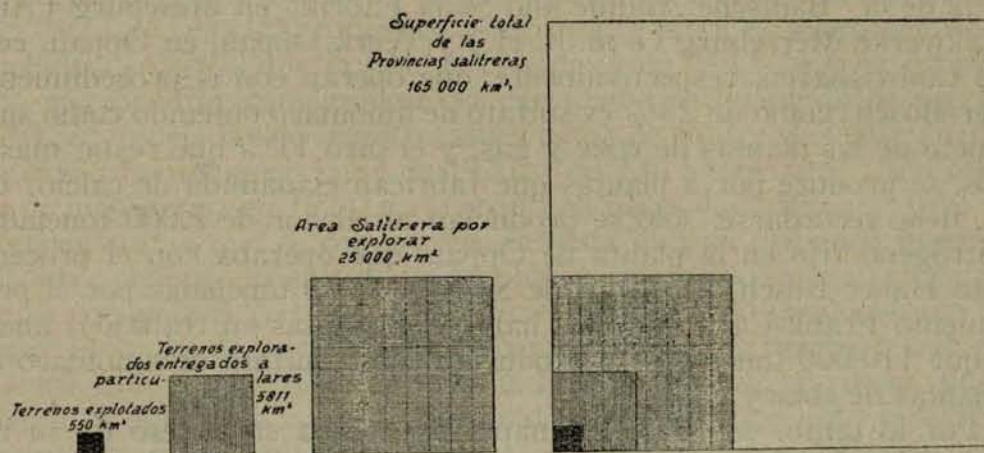 Superficie total
de las
Provincias salitreras
165 000 km².
Area Salitrera por
explorar
25 000 km²
Terrenos explora-
dos entregados a
particu- lares
5811
km²
Terrenos explotados
550 km²